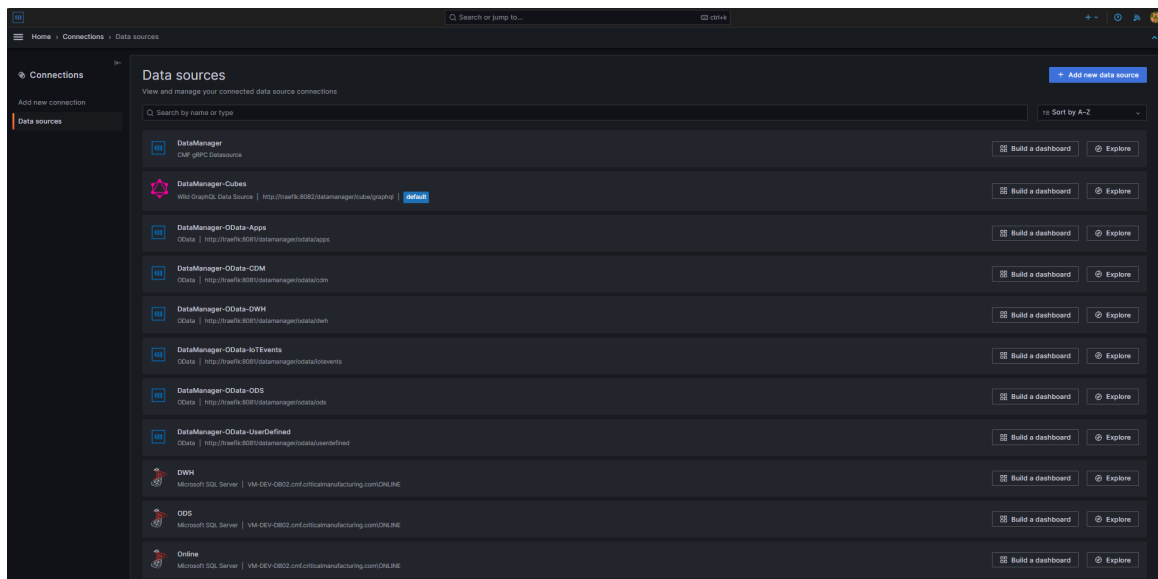 Search or jump to...
ctrl+k
Home › Connections › Data sources
Connections
Add new connection
Data sources
Data sources
View and manage your connected data source connections
+ Add new data source
Search by name or type
Sort by A–Z
DataManager
CMF gRPC Datasource
Build a dashboard
Explore
DataManager-Cubes
Wild GraphQL Data Source | http://traefik:8082/datamanager/cube/graphql | default
Build a dashboard
Explore
DataManager-OData-Apps
OData | http://traefik:8081/datamanager/odata/apps
Build a dashboard
Explore
DataManager-OData-CDM
OData | http://traefik:8081/datamanager/odata/cdm
Build a dashboard
Explore
DataManager-OData-DWH
OData | http://traefik:8081/datamanager/odata/dwh
Build a dashboard
Explore
DataManager-OData-IoTEvents
OData | http://traefik:8081/datamanager/odata/iotevents
Build a dashboard
Explore
DataManager-OData-ODS
OData | http://traefik:8081/datamanager/odata/ods
Build a dashboard
Explore
DataManager-OData-UserDefined
OData | http://traefik:8081/datamanager/odata/userdefined
Build a dashboard
Explore
DWH
Microsoft SQL Server | VM-DEV-DB02.cmf.criticalmanufacturing.com\ONLINE
Build a dashboard
Explore
ODS
Microsoft SQL Server | VM-DEV-DB02.cmf.criticalmanufacturing.com\ONLINE
Build a dashboard
Explore
Online
Microsoft SQL Server | VM-DEV-DB02.cmf.criticalmanufacturing.com\ONLINE
Build a dashboard
Explore